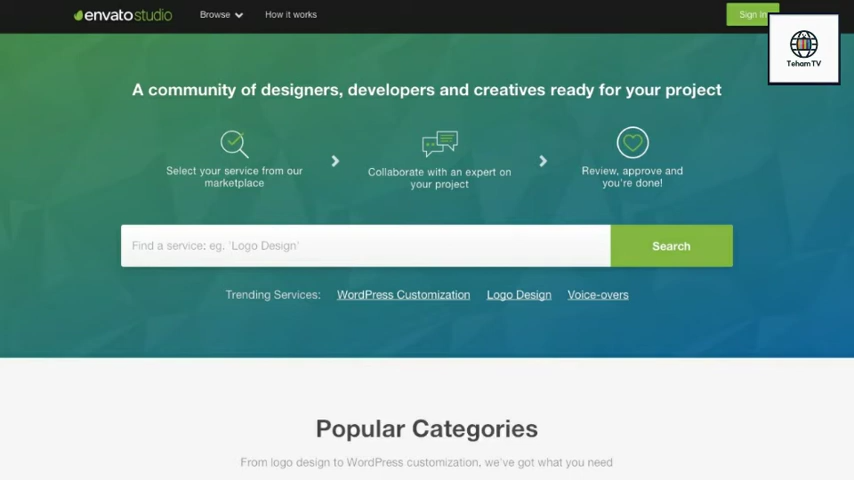 envatostudio
Browse
How it works
Sign In
Teham TV
A community of designers, developers and creatives ready for your project
Select your service from our
marketplace
Collaborate with an expert on
your project
Review, approve and
you're done!
Find a service: eg. 'Logo Design'
Search
Trending Services: WordPress Customization Logo Design Voice-overs
Popular Categories
From logo design to WordPress customization, we've got what you need